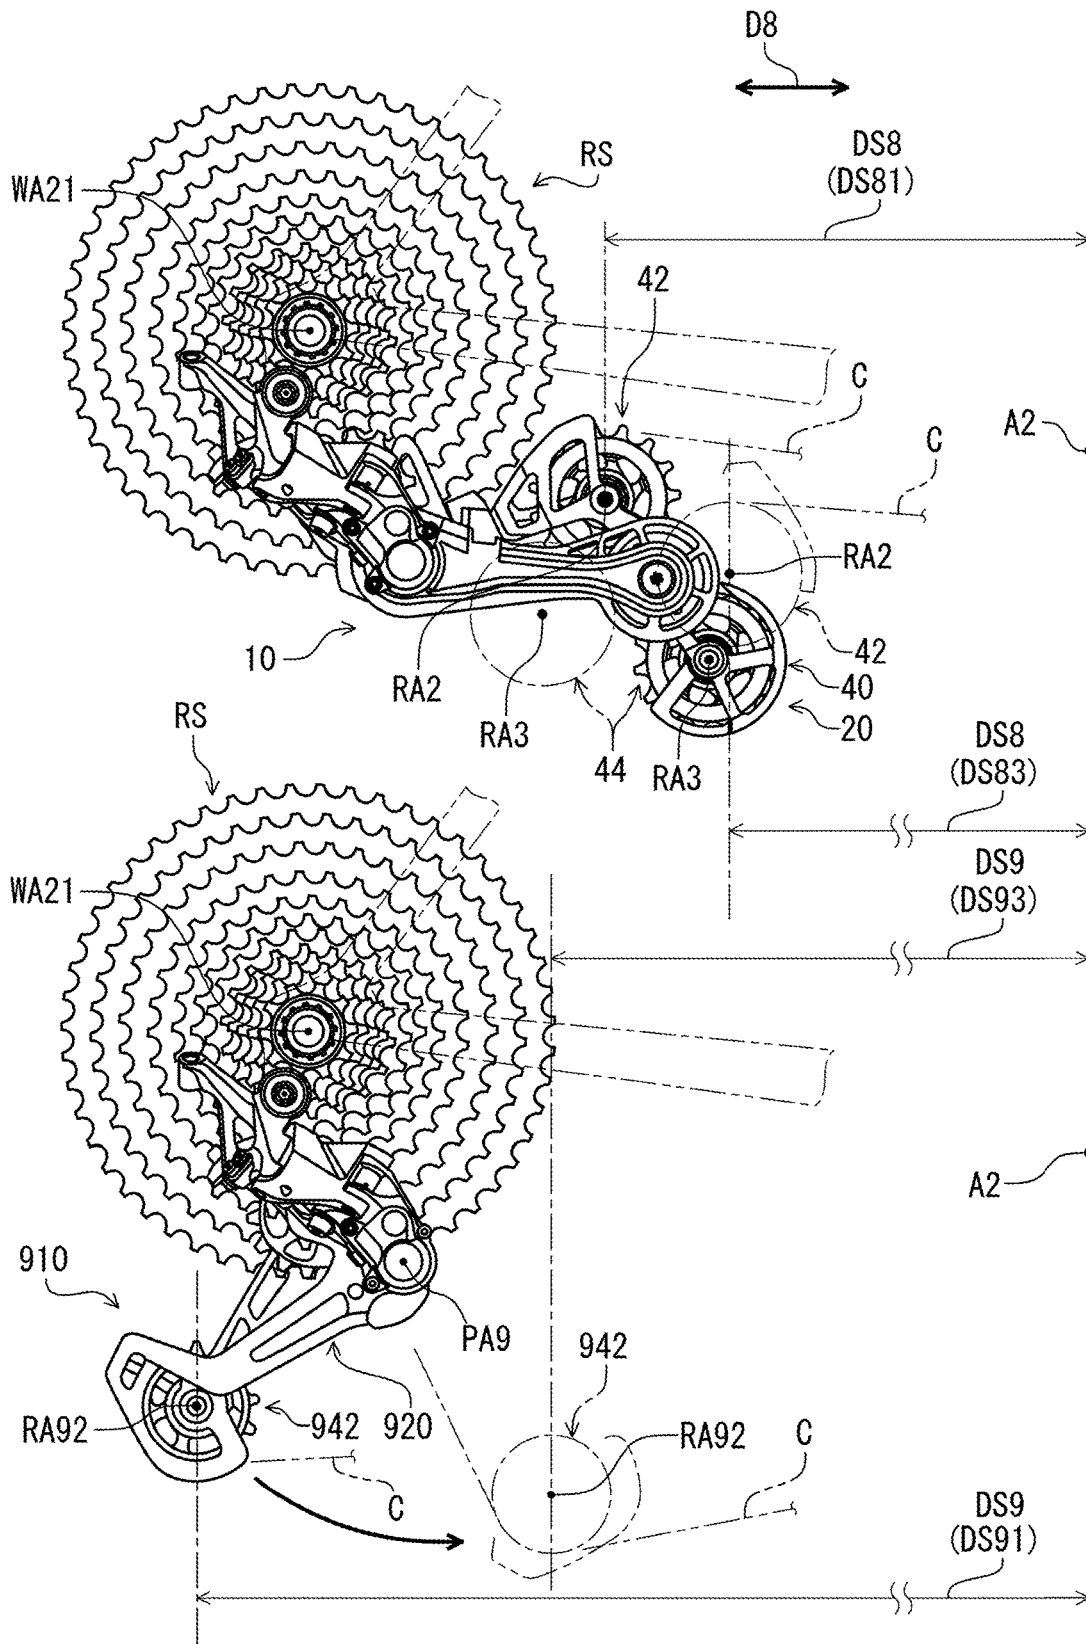 D8
DS8
(DS81)
RS
WA21
42
C
A2
C
RA2
10
RA2
42
40
RA3
44
20
RA3
RS
DS8
(DS83)
DS9
(DS93)
WA21
A2
910
PA9
942
RA92
942
920
RA92
C
C
DS9
(DS91)